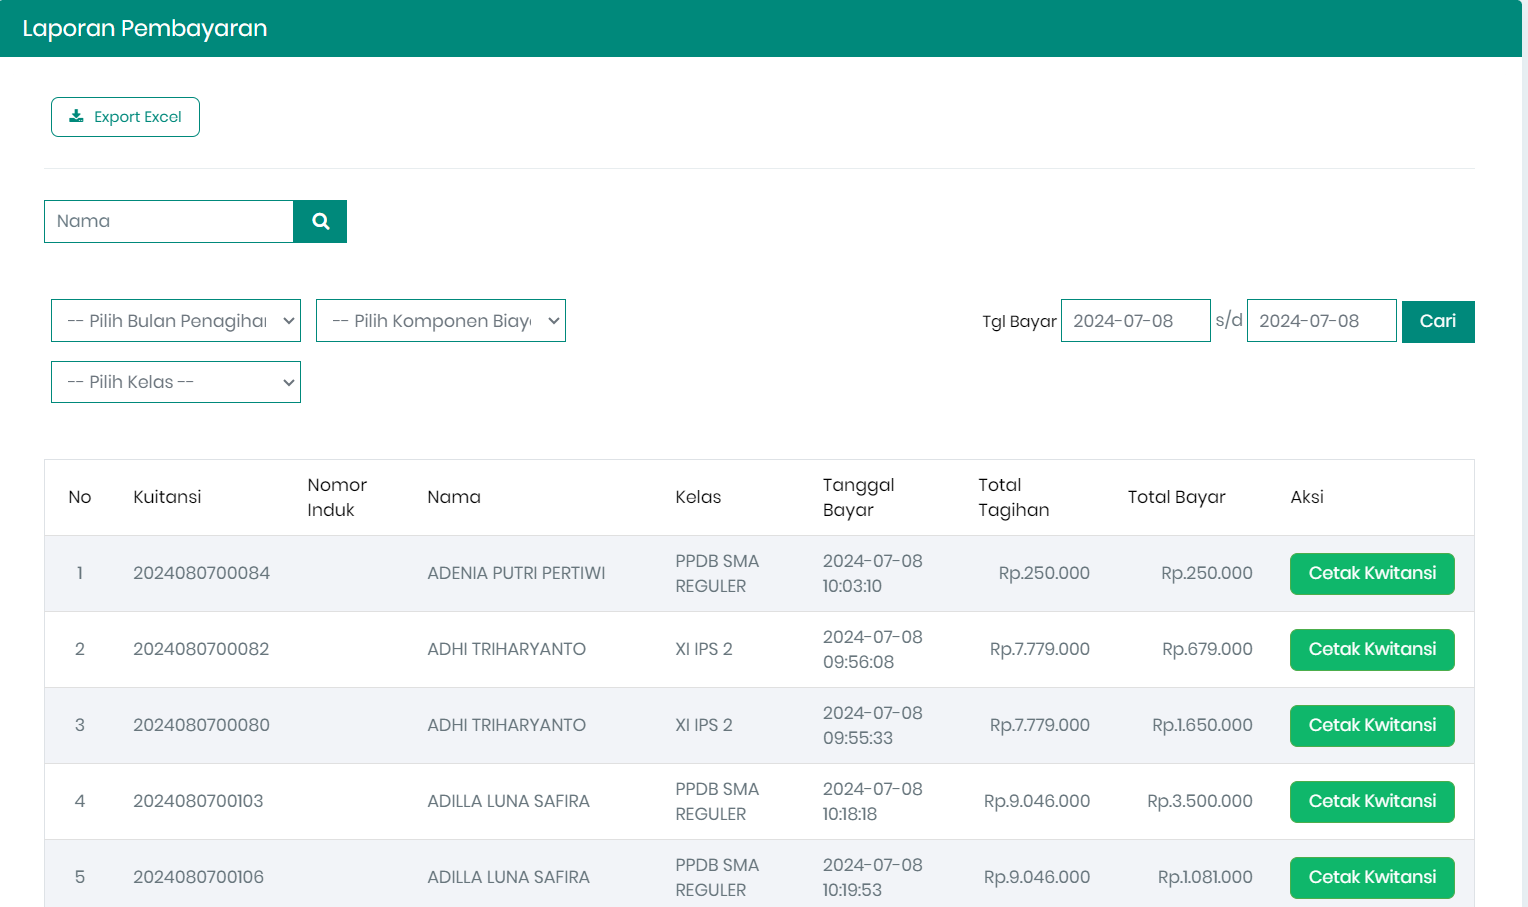 Laporan Pembayaran
Export Excel
Nama
-- Pilih Bulan Penagihan
-- Pilih Komponen Biay
Tgl Bayar 2024-07-08 s/d 2024-07-08 Cari
-- Pilih Kelas --
No Kuitansi Nomor Induk Nama Kelas Tanggal Bayar Total Tagihan Total Bayar Aksi
1 2024080700084 ADENIA PUTRI PERTIWI PPDB SMA REGULER 2024-07-08 10:03:10 Rp.250.000 Rp.250.000 Cetak Kwitansi
2 2024080700082 ADHI TRIHARYANTO XI IPS 2 2024-07-08 09:56:08 Rp.7.779.000 Rp.679.000 Cetak Kwitansi
3 2024080700080 ADHI TRIHARYANTO XI IPS 2 2024-07-08 09:55:33 Rp.7.779.000 Rp.1.650.000 Cetak Kwitansi
4 2024080700103 ADILLA LUNA SAFIRA PPDB SMA REGULER 2024-07-08 10:18:18 Rp.9.046.000 Rp.3.500.000 Cetak Kwitansi
5 2024080700106 ADILLA LUNA SAFIRA PPDB SMA REGULER 2024-07-08 10:19:53 Rp.9.046.000 Rp.1.081.000 Cetak Kwitansi